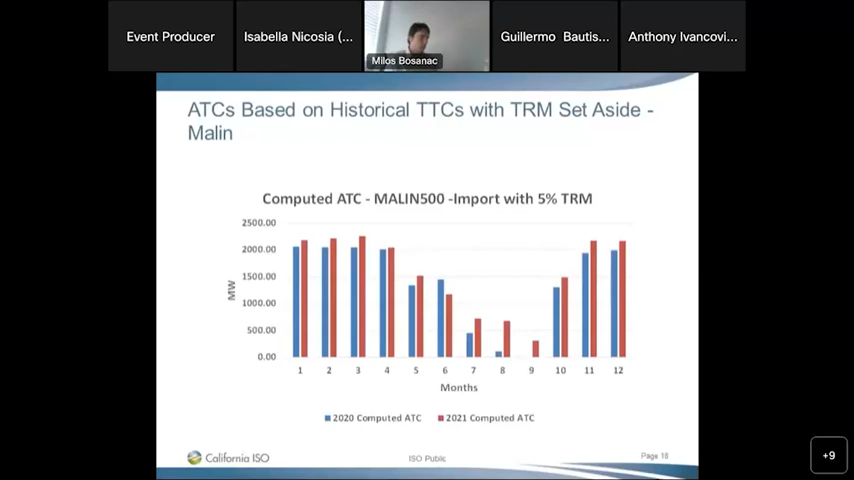 Event Producer
Isabella Nicosia (...
Milos Bosanac
Guillermo Bautis...
Anthony Ivancovi...
ATCs Based on Historical TTCs with TRM Set Aside -
Malin
Computed ATC - MALIN500 -Import with 5% TRM
2500.00
2000.00
1500.00
1000.00
500.00
0.00
MW
1 2 3 4 5 6 7 8 9 10 11 12
Months
2020 Computed ATC 2021 Computed ATC
California ISO
ISO Public
Page 18
+9